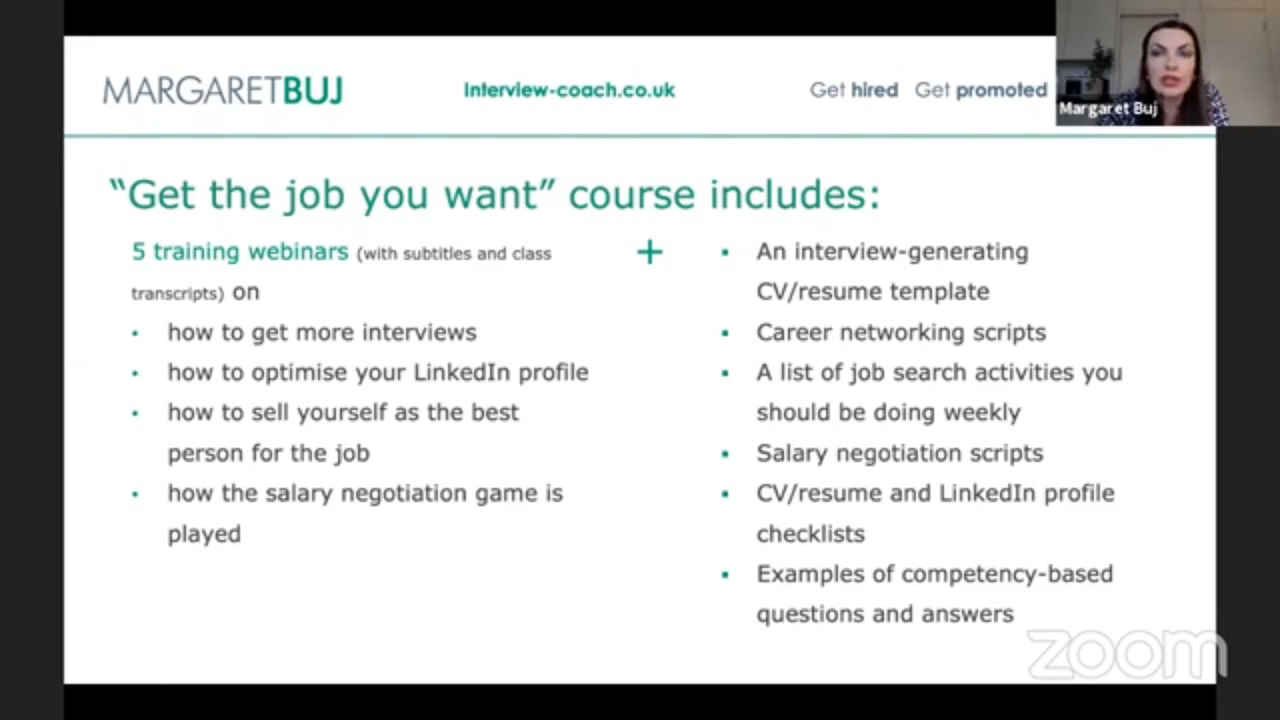 MARGARETBUJ
Interview-coach.co.uk
Get hired Get promoted
Margaret Buj
“Get the job you want” course includes:
5 training webinars (with subtitles and class
transcripts) on
• how to get more interviews
• how to optimise your LinkedIn profile
• how to sell yourself as the best
person for the job
• how the salary negotiation game is
played
+
▪ An interview-generating
CV/resume template
▪ Career networking scripts
▪ A list of job search activities you
should be doing weekly
▪ Salary negotiation scripts
▪ CV/resume and LinkedIn profile
checklists
▪ Examples of competency-based
questions and answers
zoom